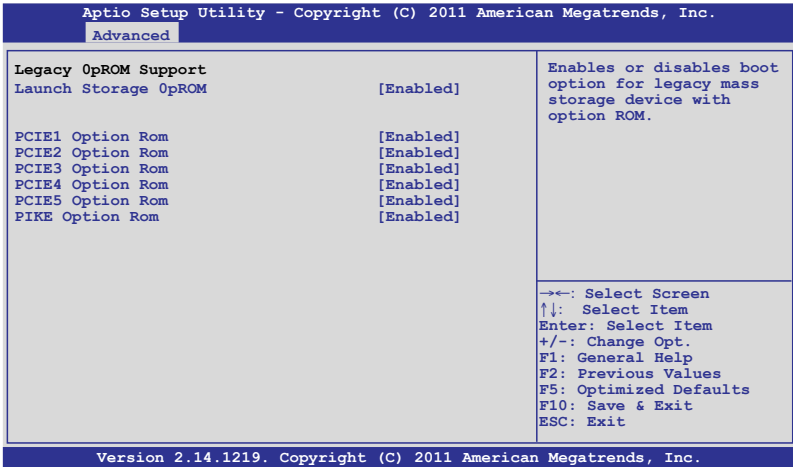 Aptio Setup Utility - Copyright (C) 2011 American Megatrends, Inc.
Advanced
Legacy 0pROM Support
Launch Storage 0pROM [Enabled]
PCIE1 Option Rom [Enabled]
PCIE2 Option Rom [Enabled]
PCIE3 Option Rom [Enabled]
PCIE4 Option Rom [Enabled]
PCIE5 Option Rom [Enabled]
PIKE Option Rom [Enabled]
Enables or disables boot
option for legacy mass
storage device with
option ROM.
→←: Select Screen
↑↓: Select Item
Enter: Select Item
+/-: Change Opt.
F1: General Help
F2: Previous Values
F5: Optimized Defaults
F10: Save & Exit
ESC: Exit
Version 2.14.1219. Copyright (C) 2011 American Megatrends, Inc.